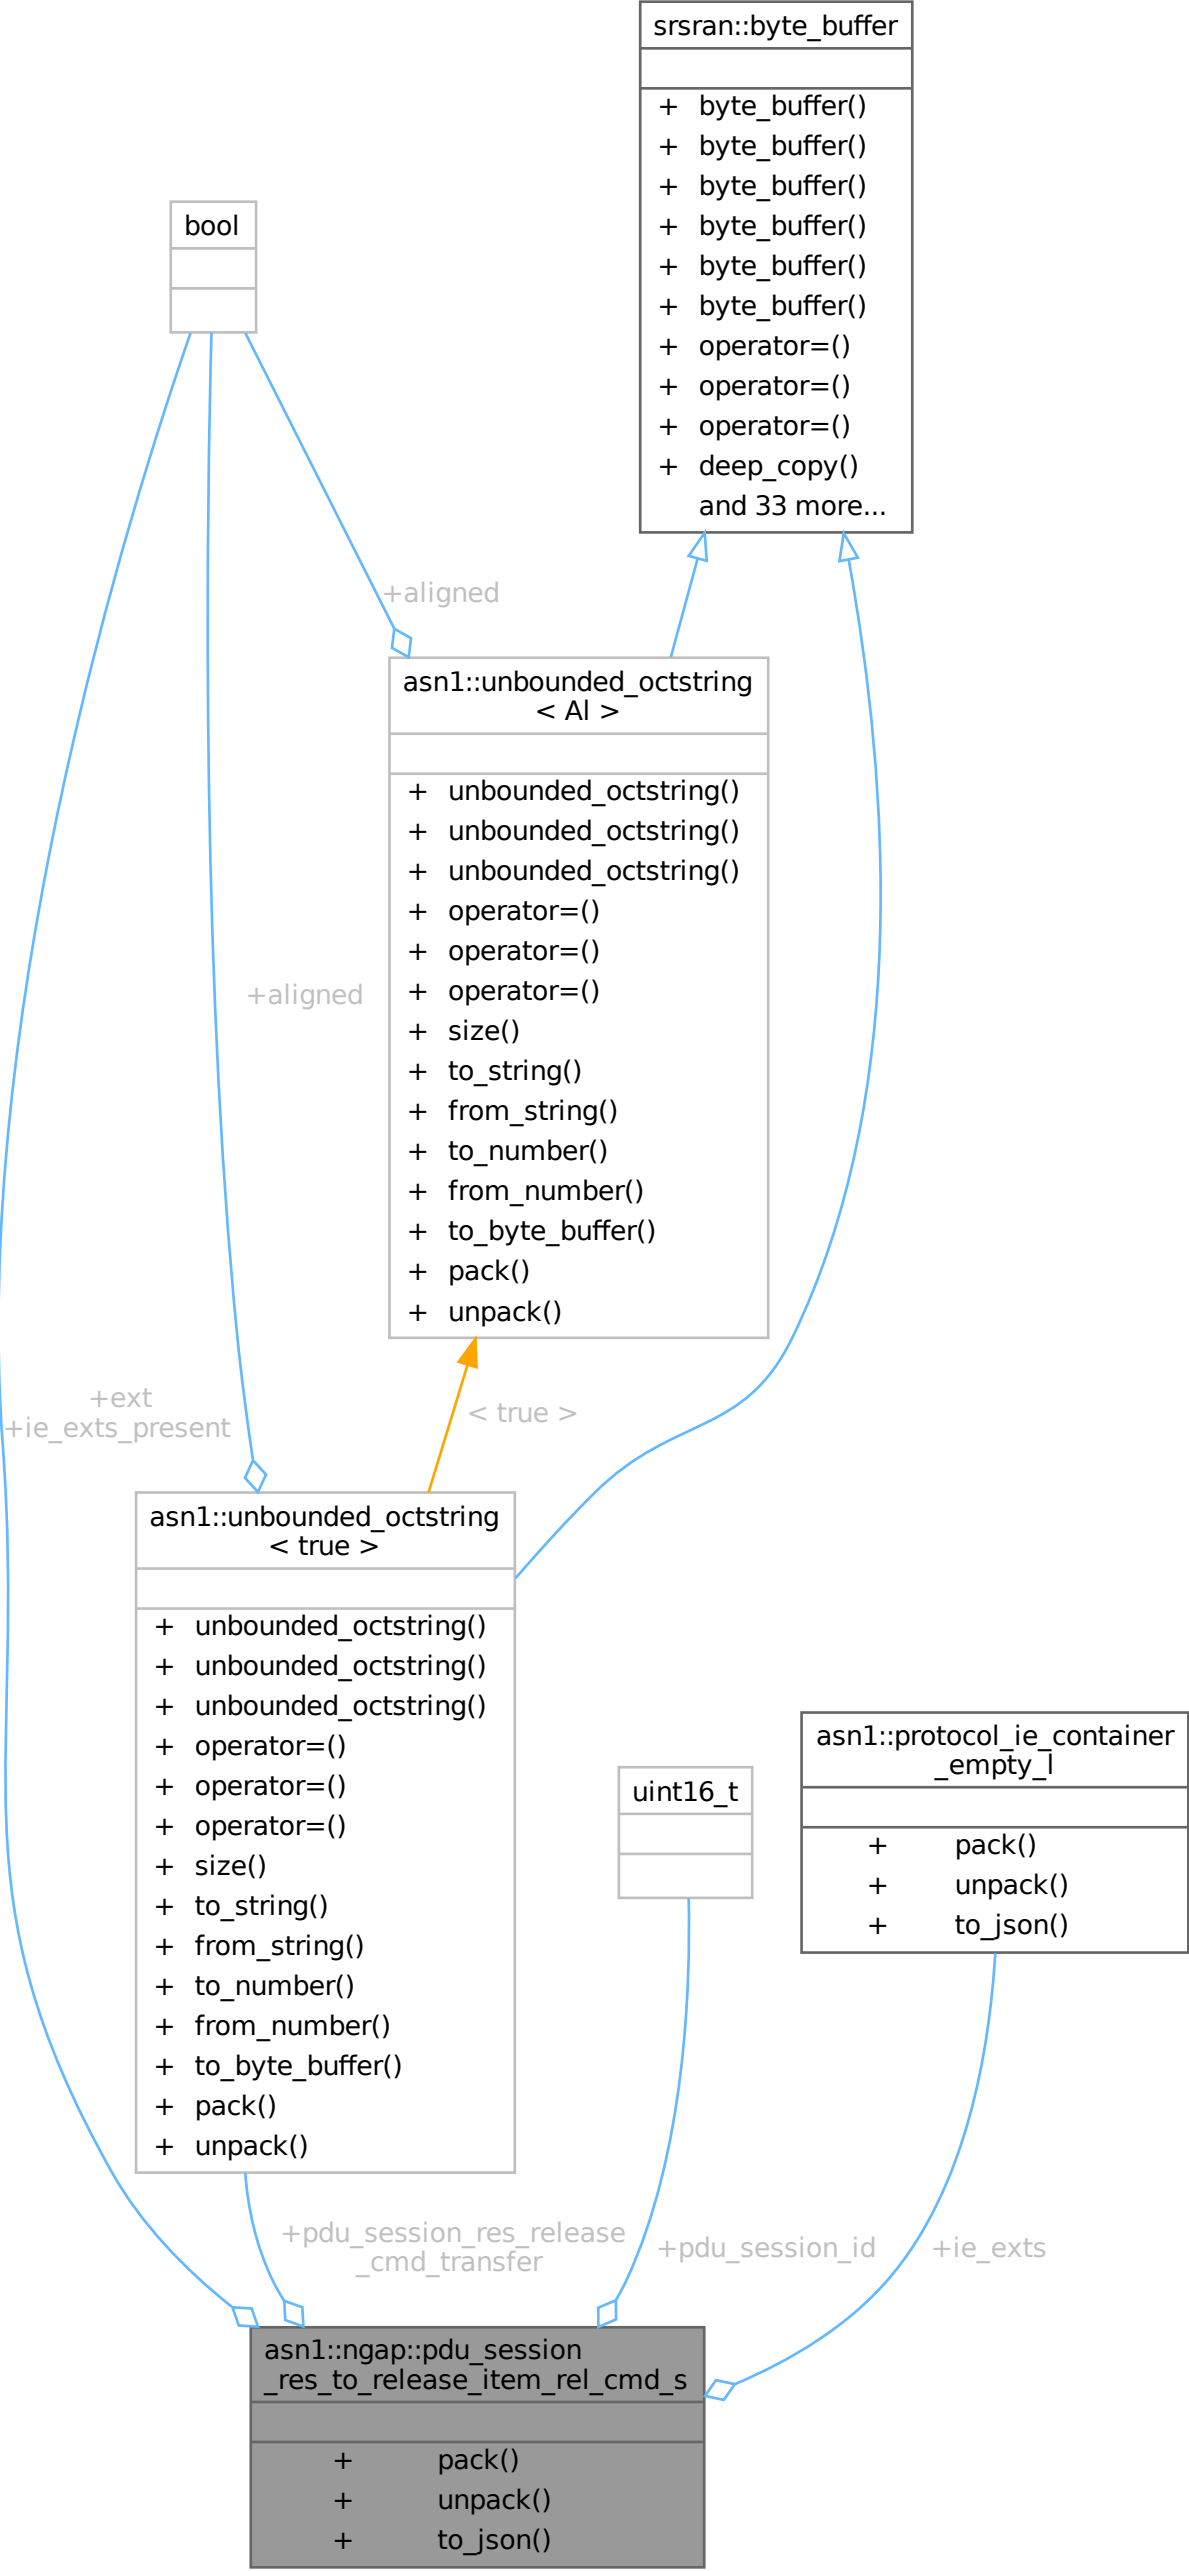 srsran::byte_buffer
+ byte_buffer()
+ byte_buffer()
+ byte_buffer()
+ byte_buffer()
+ byte_buffer()
+ byte_buffer()
+ operator=()
+ operator=()
+ operator=()
+ deep_copy()
and 33 more...
bool
+aligned
asn1::unbounded_octstring
< Al >
+ unbounded_octstring()
+ unbounded_octstring()
+ unbounded_octstring()
+ operator=()
+ operator=()
+ operator=()
+ size()
+ to_string()
+ from_string()
+ to_number()
+ from_number()
+ to_byte_buffer()
+ pack()
+ unpack()
+aligned
+ext
+ie_exts_present
< true >
asn1::unbounded_octstring
< true >
+ unbounded_octstring()
+ unbounded_octstring()
+ unbounded_octstring()
+ operator=()
+ operator=()
+ operator=()
+ size()
+ to_string()
+ from_string()
+ to_number()
+ from_number()
+ to_byte_buffer()
+ pack()
+ unpack()
uint16_t
asn1::protocol_ie_container
_empty_l
+ pack()
+ unpack()
+ to_json()
+pdu_session_res_release
_cmd_transfer
+pdu_session_id
+ie_exts
asn1::ngap::pdu_session
_res_to_release_item_rel_cmd_s
+ pack()
+ unpack()
+ to_json()